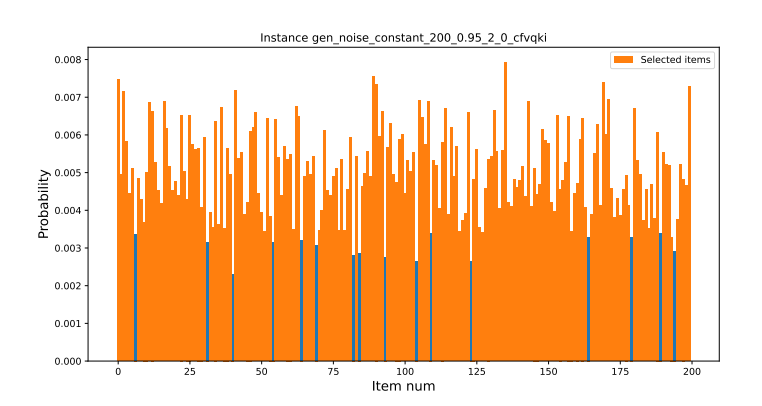 Instance gen_noise_constant_200_0.95_2_0_cfvqki
Selected items
0.008
0.007
0.006
0.005
0.004
0.003
0.002
0.001
0.000
Probability
0 25 50 75 100 125 150 175 200
Item num